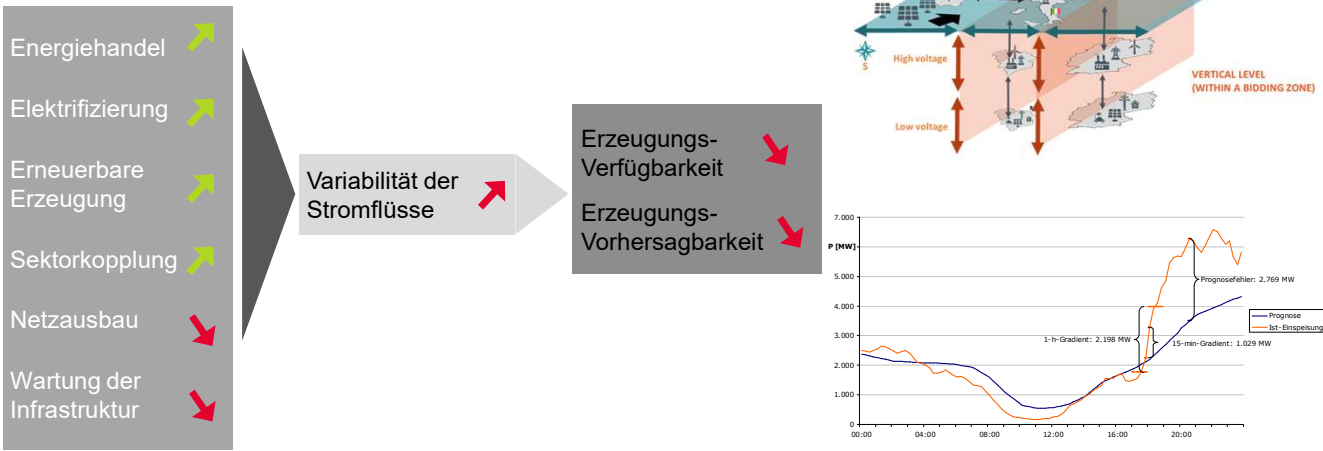 Energiehandel
Elektrifizierung
Erneuerbare
Erzeugung
Sektorkopplung
Netzausbau
Wartung der
Infrastruktur
Variabilität der
Stromflüsse
Erzeugungs-
Verfügbarkeit
Erzeugungs-
Vorhersagbarkeit
S
High voltage
Low voltage
VERTICAL LEVEL
(WITHIN A BIDDING ZONE)
7.000
P [MW]
5.000
4.000
3.000
2.000
1.000
0
00:00 04:00 08:00 12:00 16:00 20:00
Prognosefehler: 2.769 MW
1-h-Gradient: 2.198 MW
15-min-Gradient: 1.029 MW
Prognose
Ist-Einspeisung